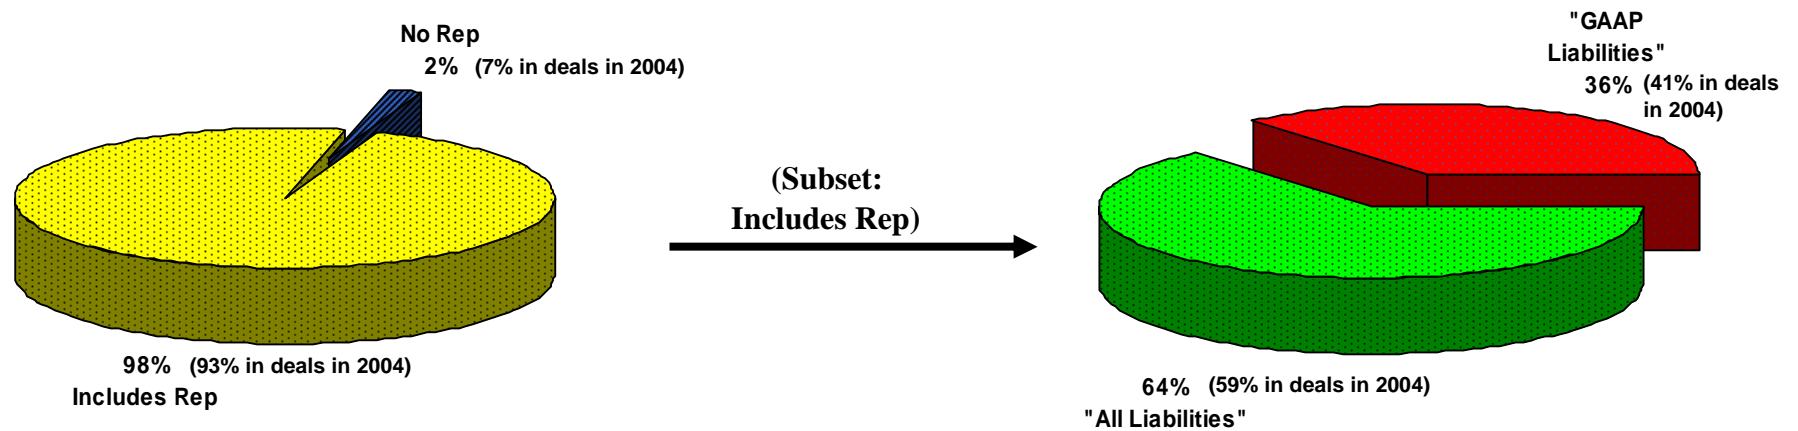 No Rep
2% (7% in deals in 2004)
98% (93% in deals in 2004)
Includes Rep
(Subset:
Includes Rep)
"GAAP
Liabilities"
36% (41% in deals
in 2004)
64% (59% in deals in 2004)
"All Liabilities"